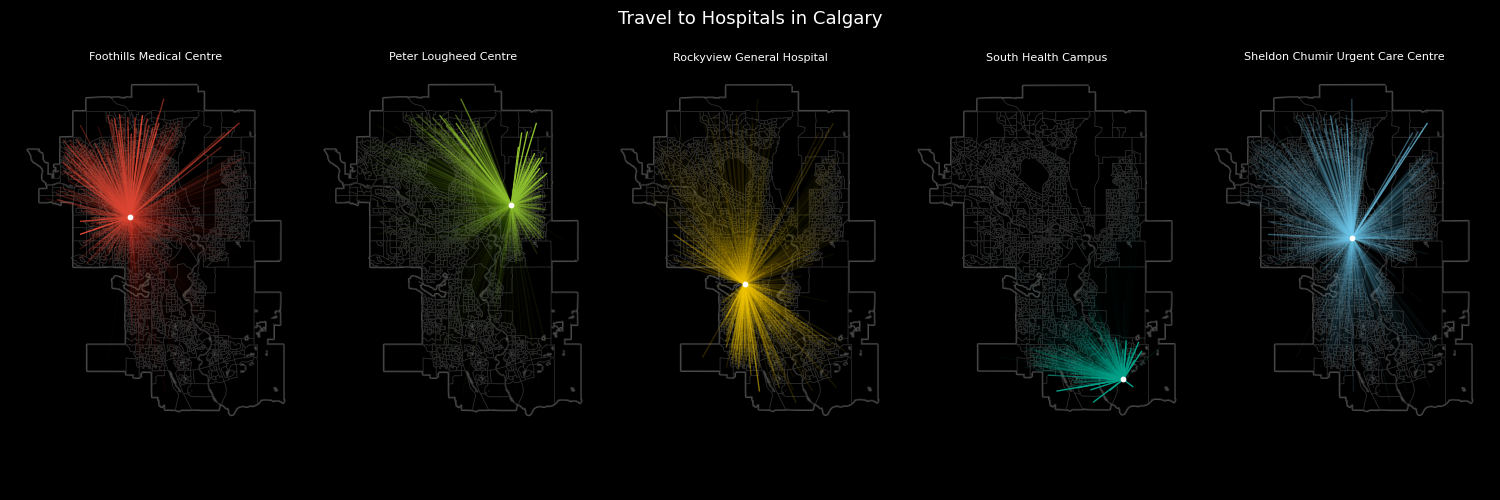 Travel to Hospitals in Calgary
Foothills Medical Centre
Peter Lougheed Centre
Rockyview General Hospital
South Health Campus
Sheldon Chumir Urgent Care Centre